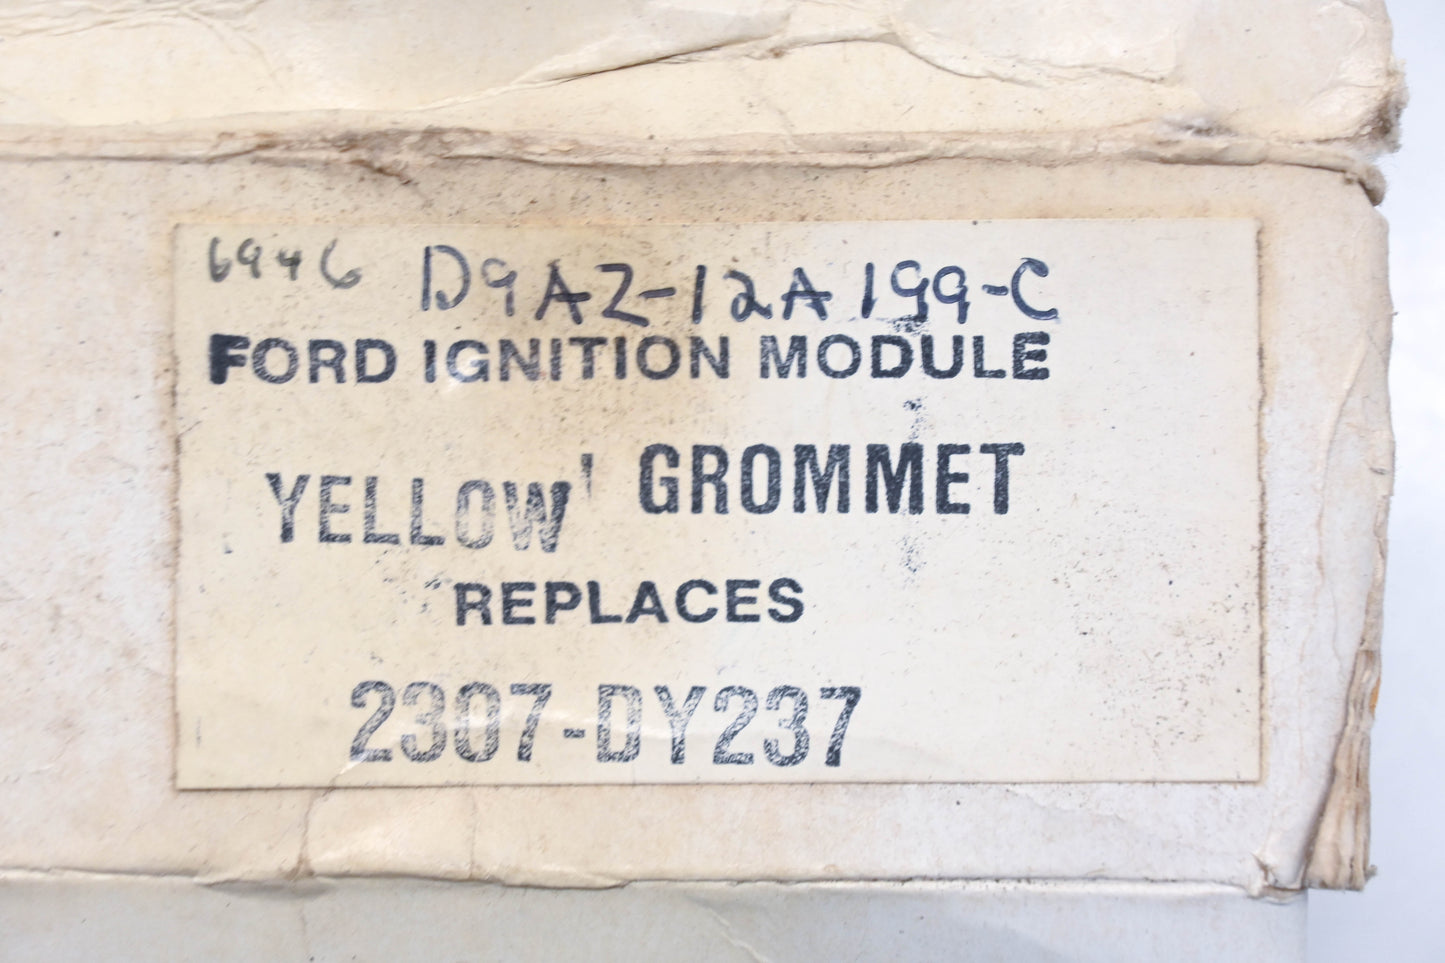 6946 D9AZ-12A199-C
FORD IGNITION MODULE
YELLOW GROMMET
REPLACES
2307-DY237